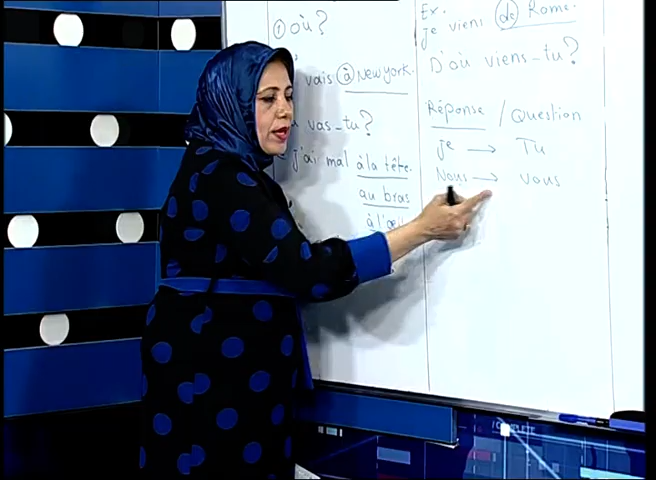 ① où?
vais à New york.
vas-tu?
j'ai mal à la tête.
au bras
à l'œil
Ex.
je viens de Rome.
D'où viens-tu?
Réponse / Question
je → Tu
Nous → vous